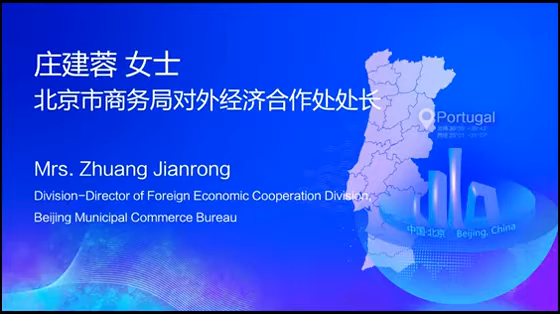 庄建蓉 女士
北京市商务局对外经济合作处处长
Mrs. Zhuang Jianrong
Division-Director of Foreign Economic Cooperation Division,
Beijing Municipal Commerce Bureau
Portugal
中国·北京 Beijing, China